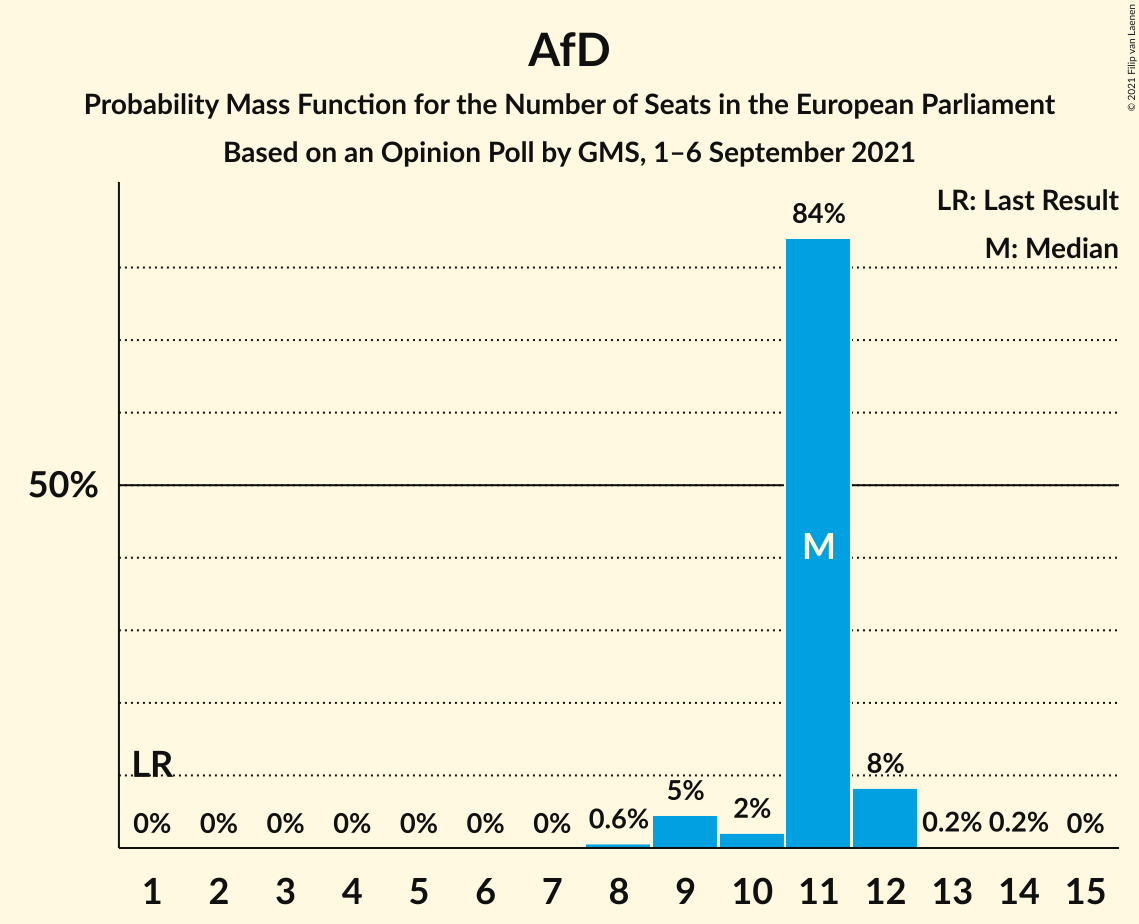 AfD
Probability Mass Function for the Number of Seats in the European Parliament
Based on an Opinion Poll by GMS, 1–6 September 2021
© 2021 Filip van Laenen
LR: Last Result
M: Median
84%
50%
M
LR
0% 0% 0% 0% 0% 0% 0% 0.6% 5% 2% 8% 0.2% 0.2% 0%
1 2 3 4 5 6 7 8 9 10 11 12 13 14 15